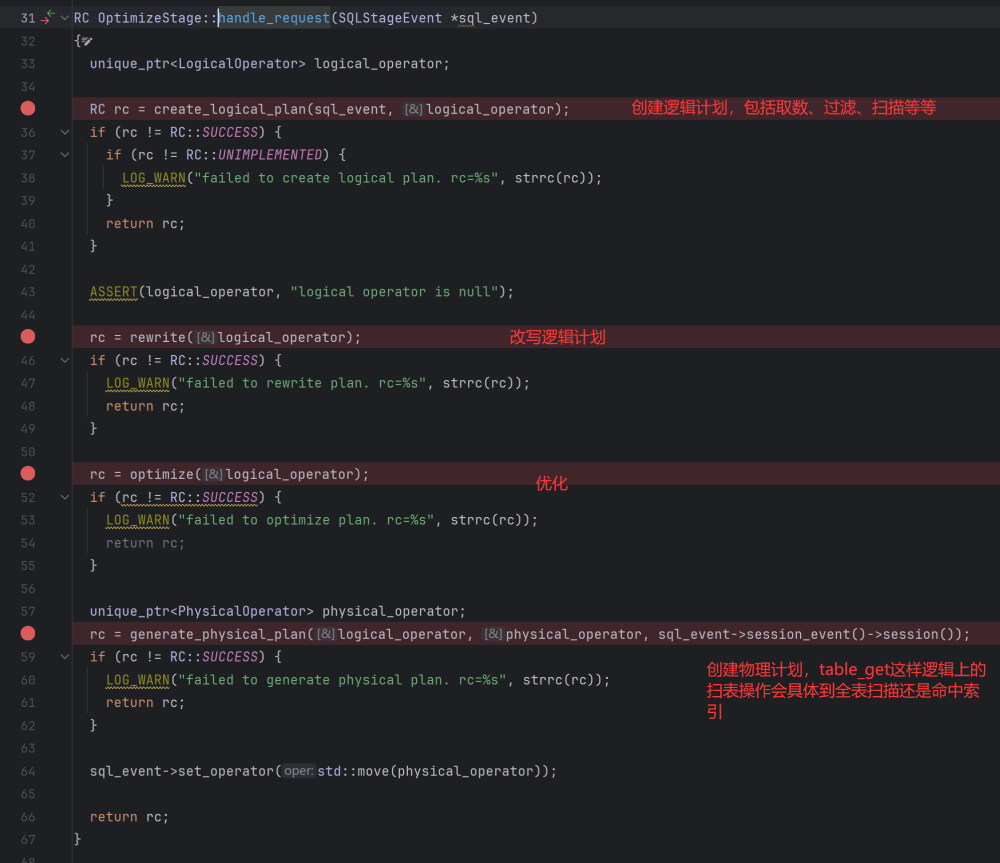 31 RC OptimizeStage::handle_request(SQLStageEvent *sql_event)
32 {
33 unique_ptr<LogicalOperator> logical_operator;
34
RC rc = create_logical_plan(sql_event, [&]logical_operator); 创建逻辑计划，包括取数、过滤、扫描等等
36 if (rc != RC::SUCCESS) {
37 if (rc != RC::UNIMPLEMENTED) {
38 LOG_WARN("failed to create logical plan. rc=%s", strrc(rc));
39 }
40 return rc;
41 }
42
43 ASSERT(logical_operator, "logical operator is null");
44
rc = rewrite([&]logical_operator); 改写逻辑计划
46 if (rc != RC::SUCCESS) {
47 LOG_WARN("failed to rewrite plan. rc=%s", strrc(rc));
48 return rc;
49 }
50
rc = optimize([&]logical_operator); 优化
52 if (rc != RC::SUCCESS) {
53 LOG_WARN("failed to optimize plan. rc=%s", strrc(rc));
54 return rc;
55 }
56
57 unique_ptr<PhysicalOperator> physical_operator;
rc = generate_physical_plan([&]logical_operator, [&]physical_operator, sql_event->session_event()->session());
59 if (rc != RC::SUCCESS) {
60 LOG_WARN("failed to generate physical plan. rc=%s", strrc(rc));
61 return rc;
62 }
创建物理计划，table_get这样逻辑上的
扫表操作会具体到全表扫描还是命中索
引
63
64 sql_event->set_operator(oper: std::move(physical_operator));
65
66 return rc;
67 }
68